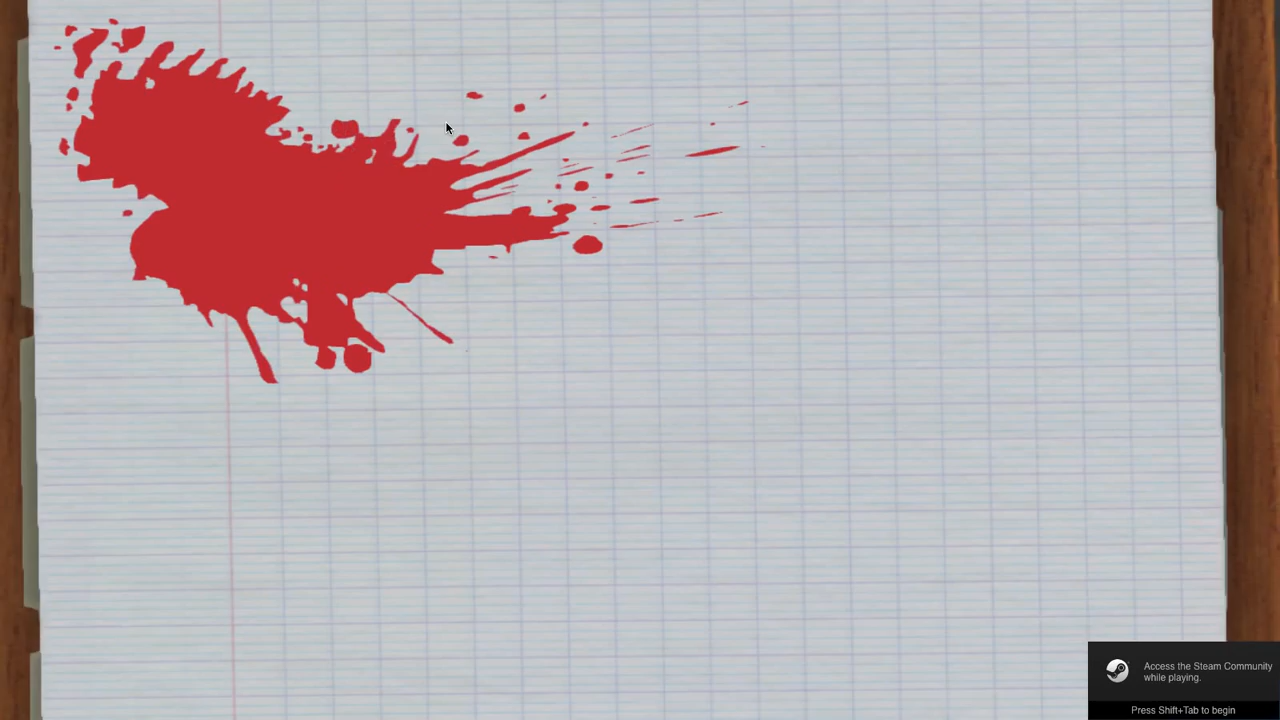 Access the Steam Community
while playing.
Press Shift+Tab to begin